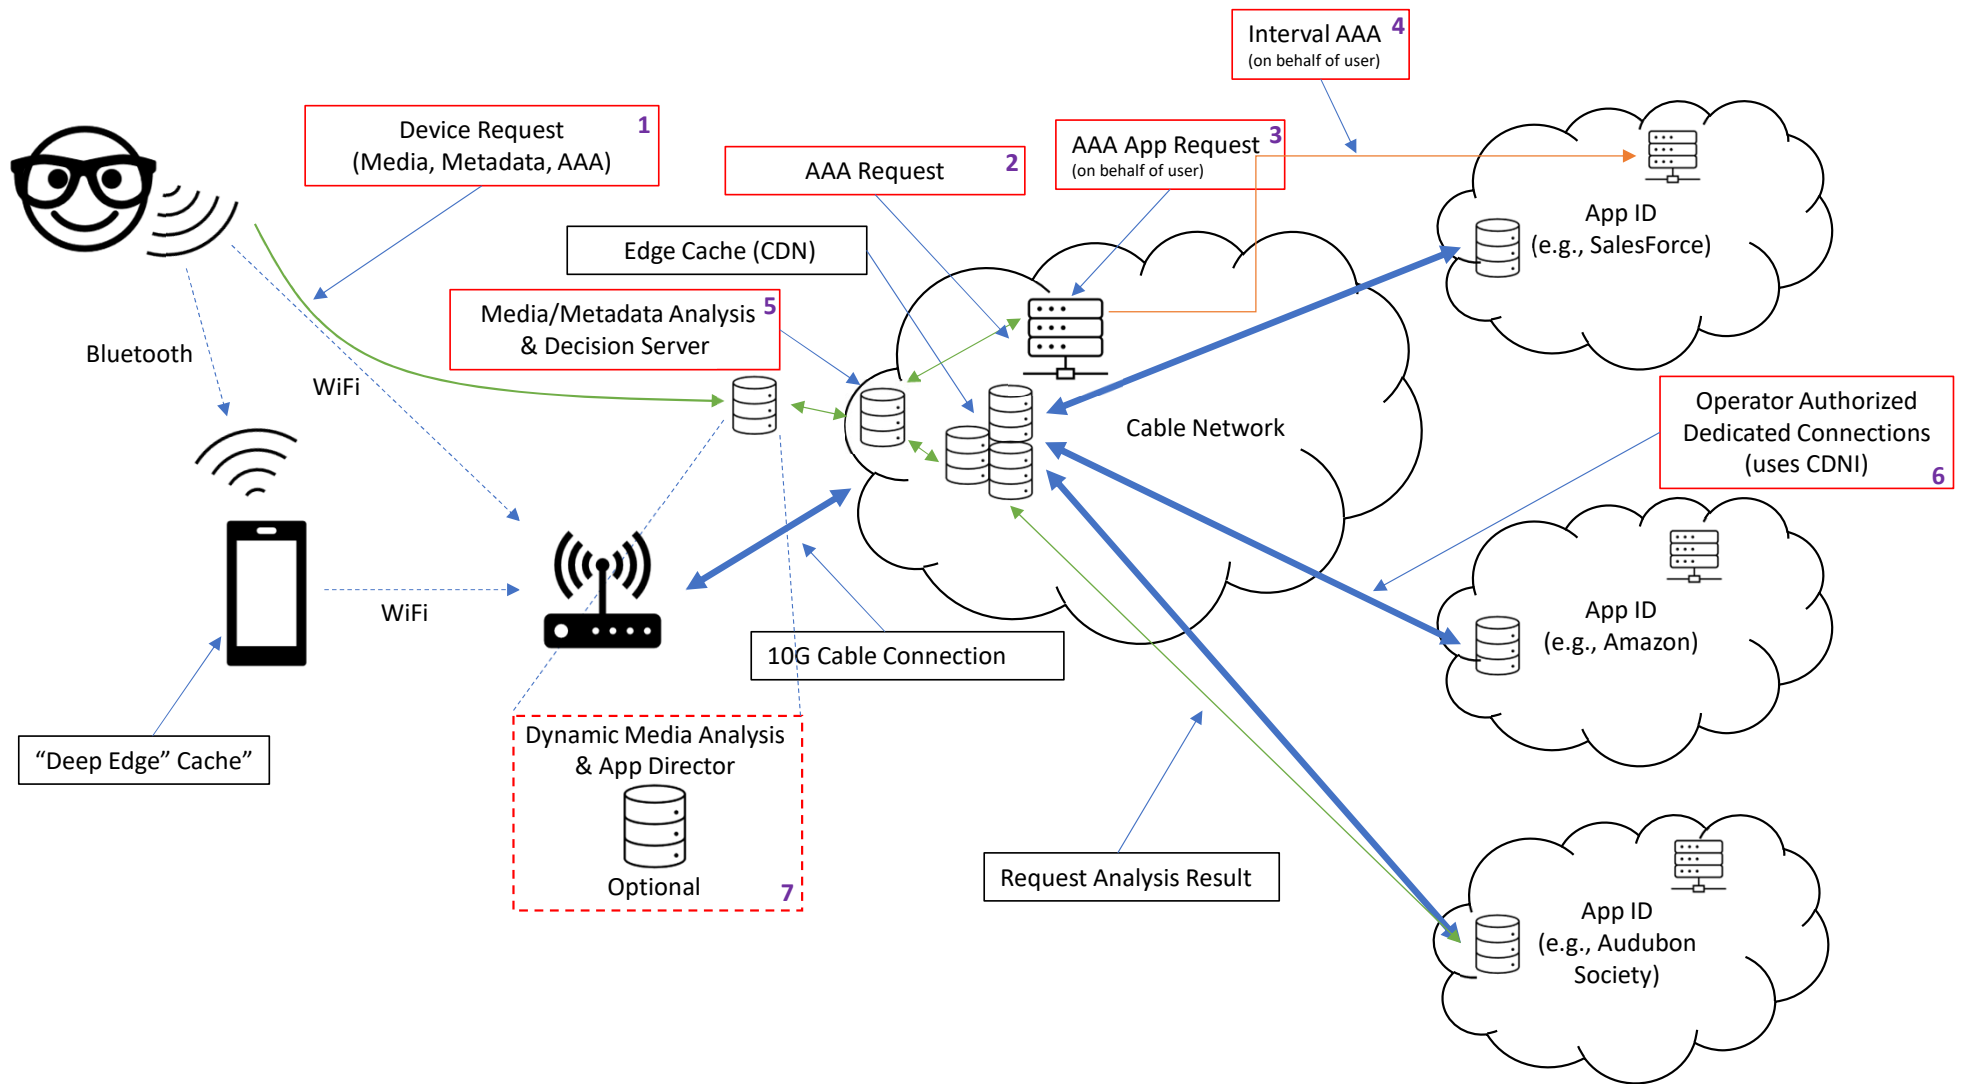 Interval AAA 4
(on behalf of user)
Device Request 1
(Media, Metadata, AAA)
AAA Request 2
AAA App Request 3
(on behalf of user)
Edge Cache (CDN)
Media/Metadata Analysis 5
& Decision Server
App ID
(e.g., SalesForce)
Bluetooth
WiFi
Cable Network
Operator Authorized
Dedicated Connections
(uses CDNI)
6
WiFi
10G Cable Connection
App ID
(e.g., Amazon)
“Deep Edge” Cache”
Dynamic Media Analysis
& App Director
Optional
7
Request Analysis Result
App ID
(e.g., Audubon
Society)